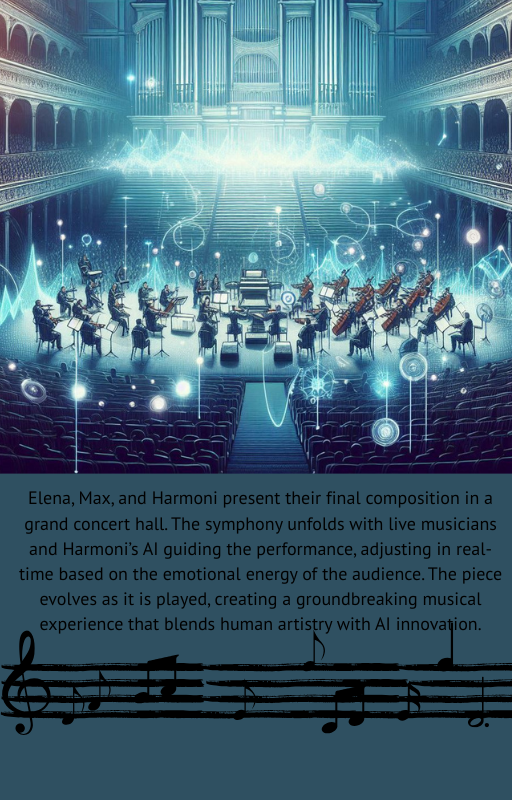 Elena, Max, and Harmoni present their final composition in a
grand concert hall. The symphony unfolds with live musicians
and Harmoni’s AI guiding the performance, adjusting in real-
time based on the emotional energy of the audience. The piece
evolves as it is played, creating a groundbreaking musical
experience that blends human artistry with AI innovation.